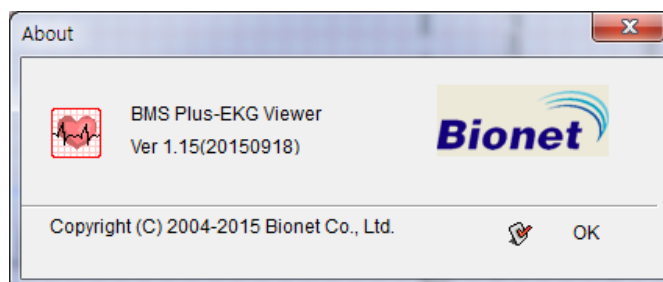 About
BMS Plus-EKG Viewer
Ver 1.15(20150918)
Bionet
Copyright (C) 2004-2015 Bionet Co., Ltd.
OK